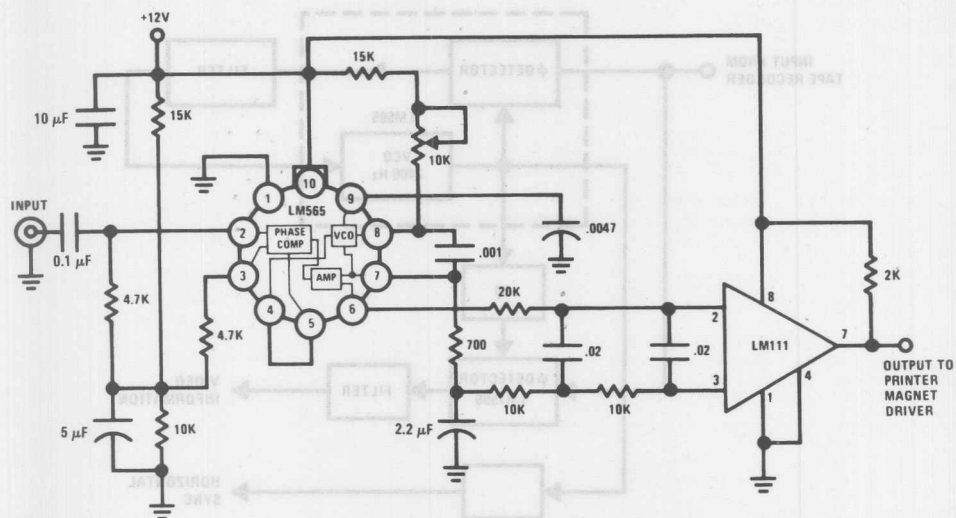 +12V
15K
15K
10 µF
10K
INPUT
0.1 µF
1
10
9
LM565
2
PHASE
COMP
VCO
8
3
AMP
7
4
5
6
.001
.0047
4.7K
4.7K
20K
2K
700
.02
.02
2
8
LM111
7
3
1
4
OUTPUT TO
PRINTER
MAGNET
DRIVER
10K
10K
5 µF
10K
2.2 µF